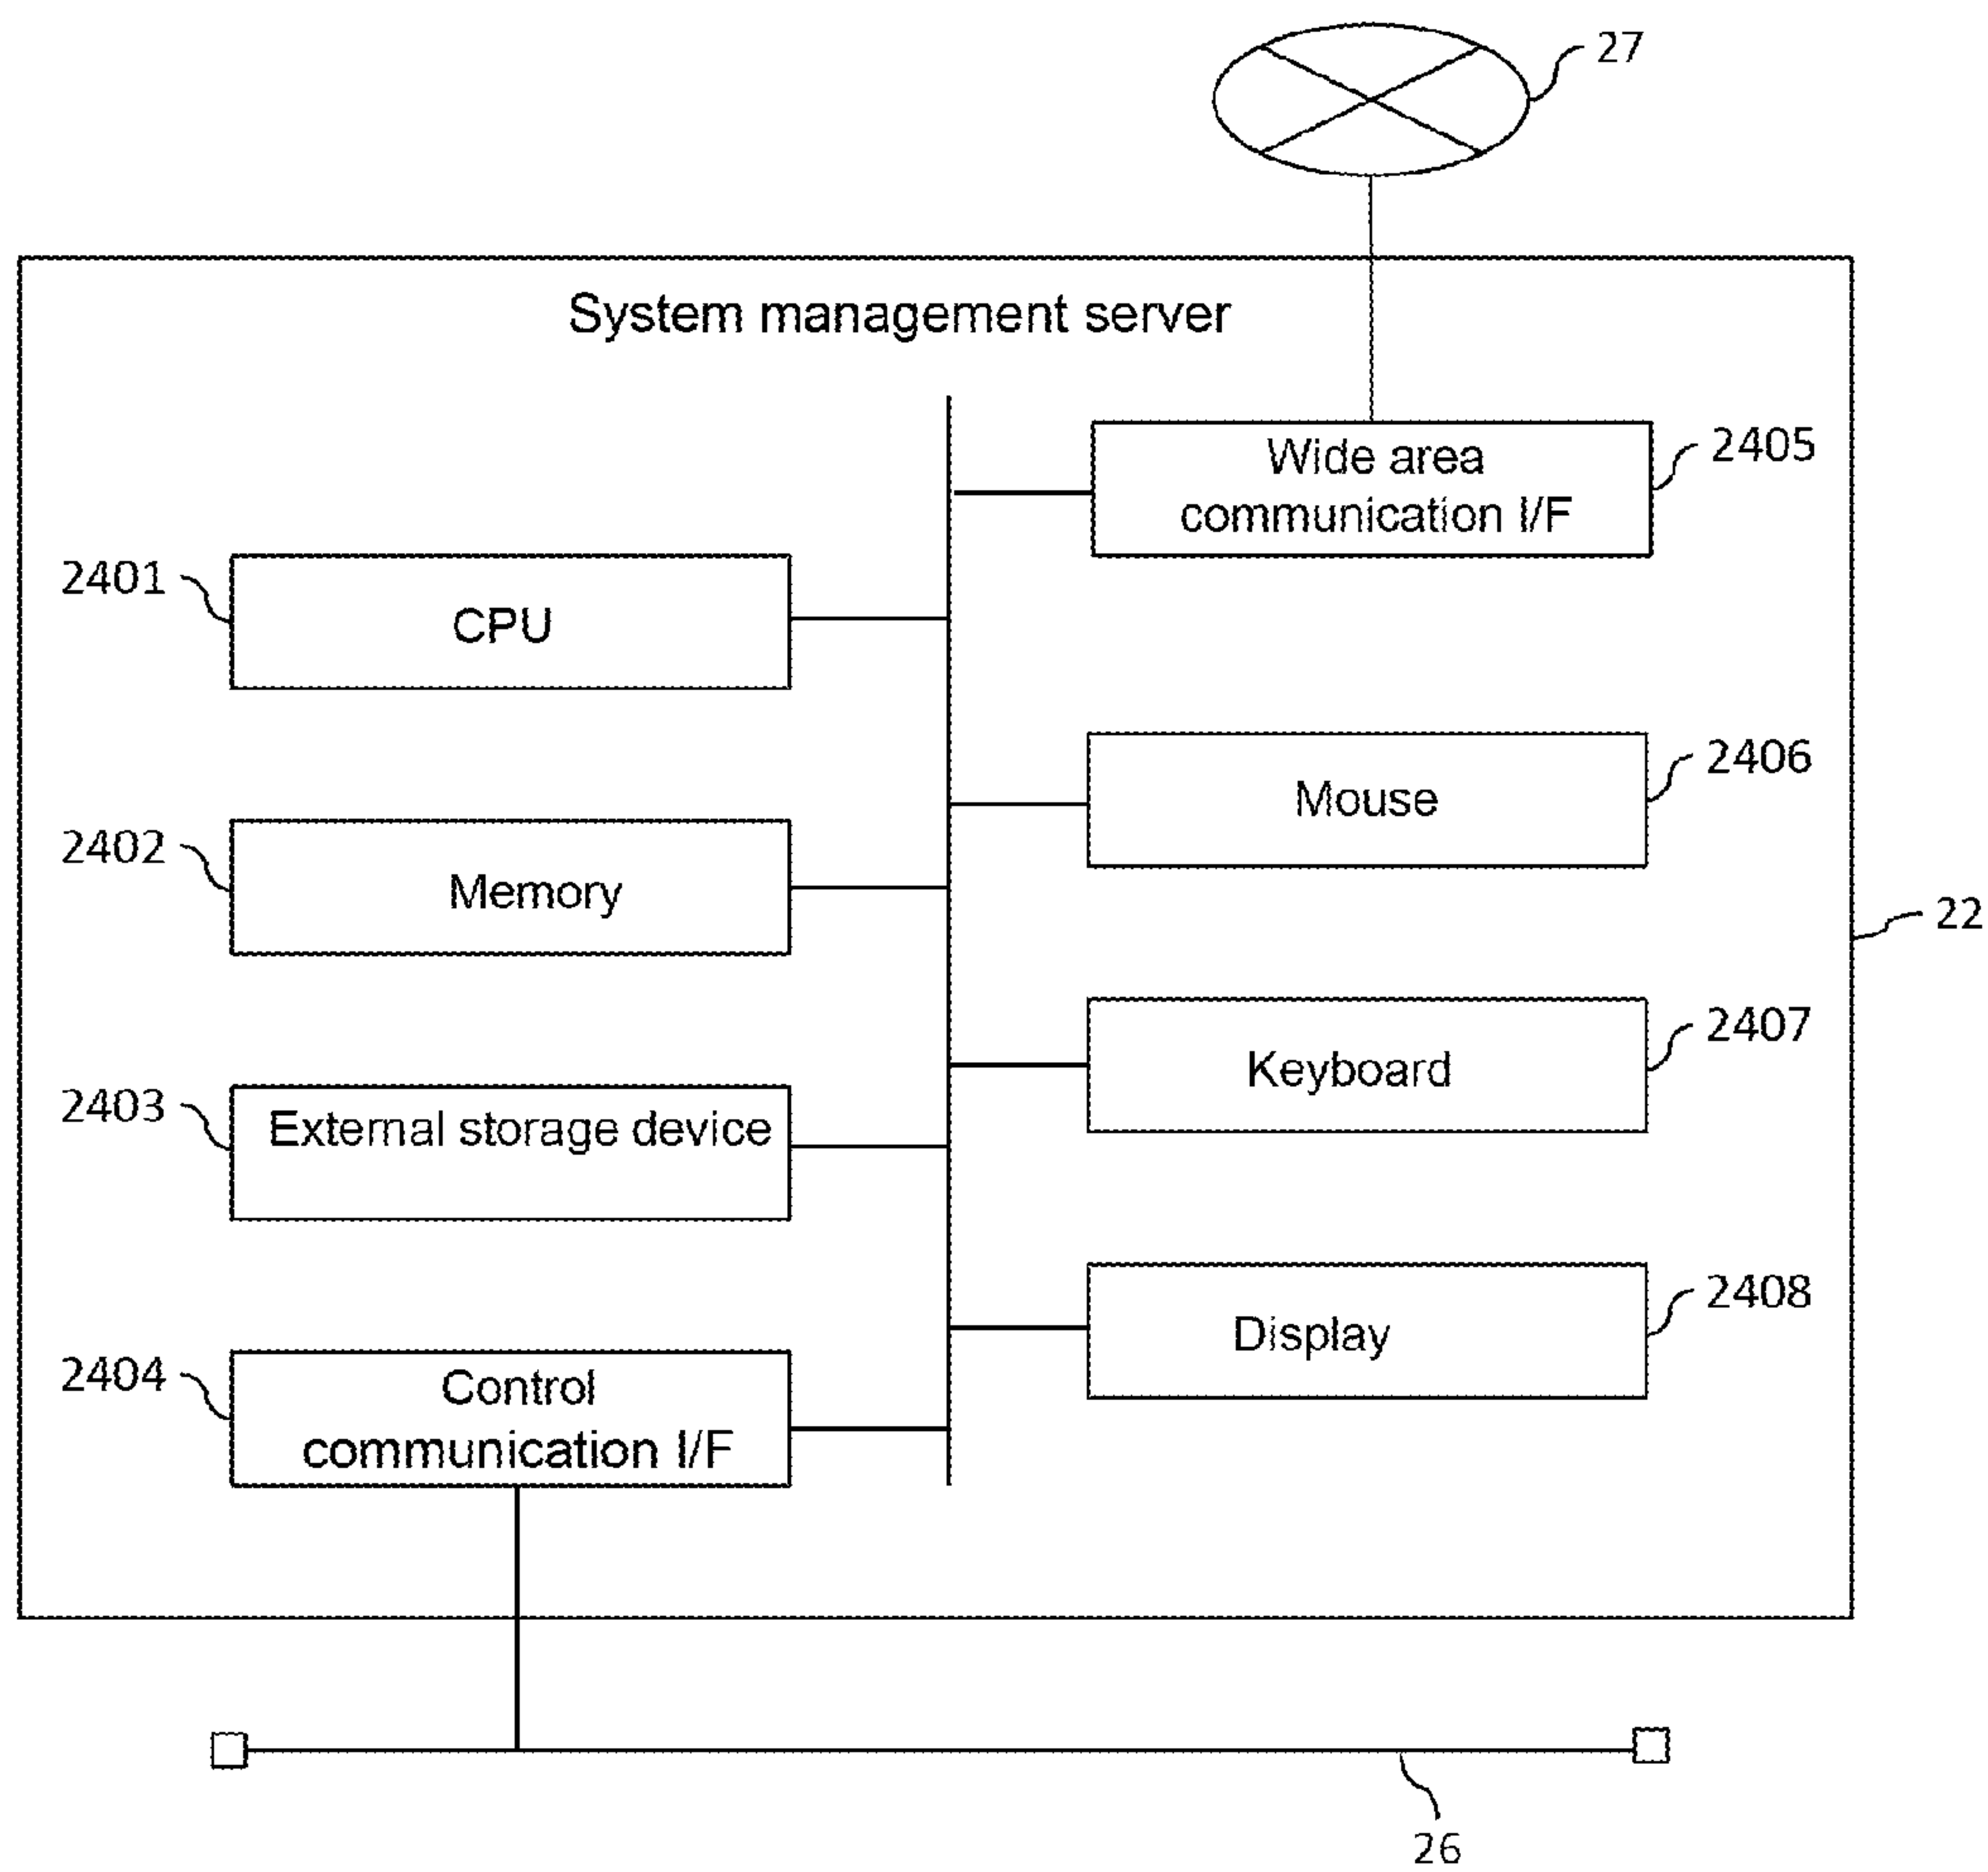 27
System management server
Wide area
communication I/F
2405
2401
CPU
Mouse
2406
2402
Memory
22
Keyboard
2407
2403
External storage device
Display
2408
2404
Control
communication I/F
26